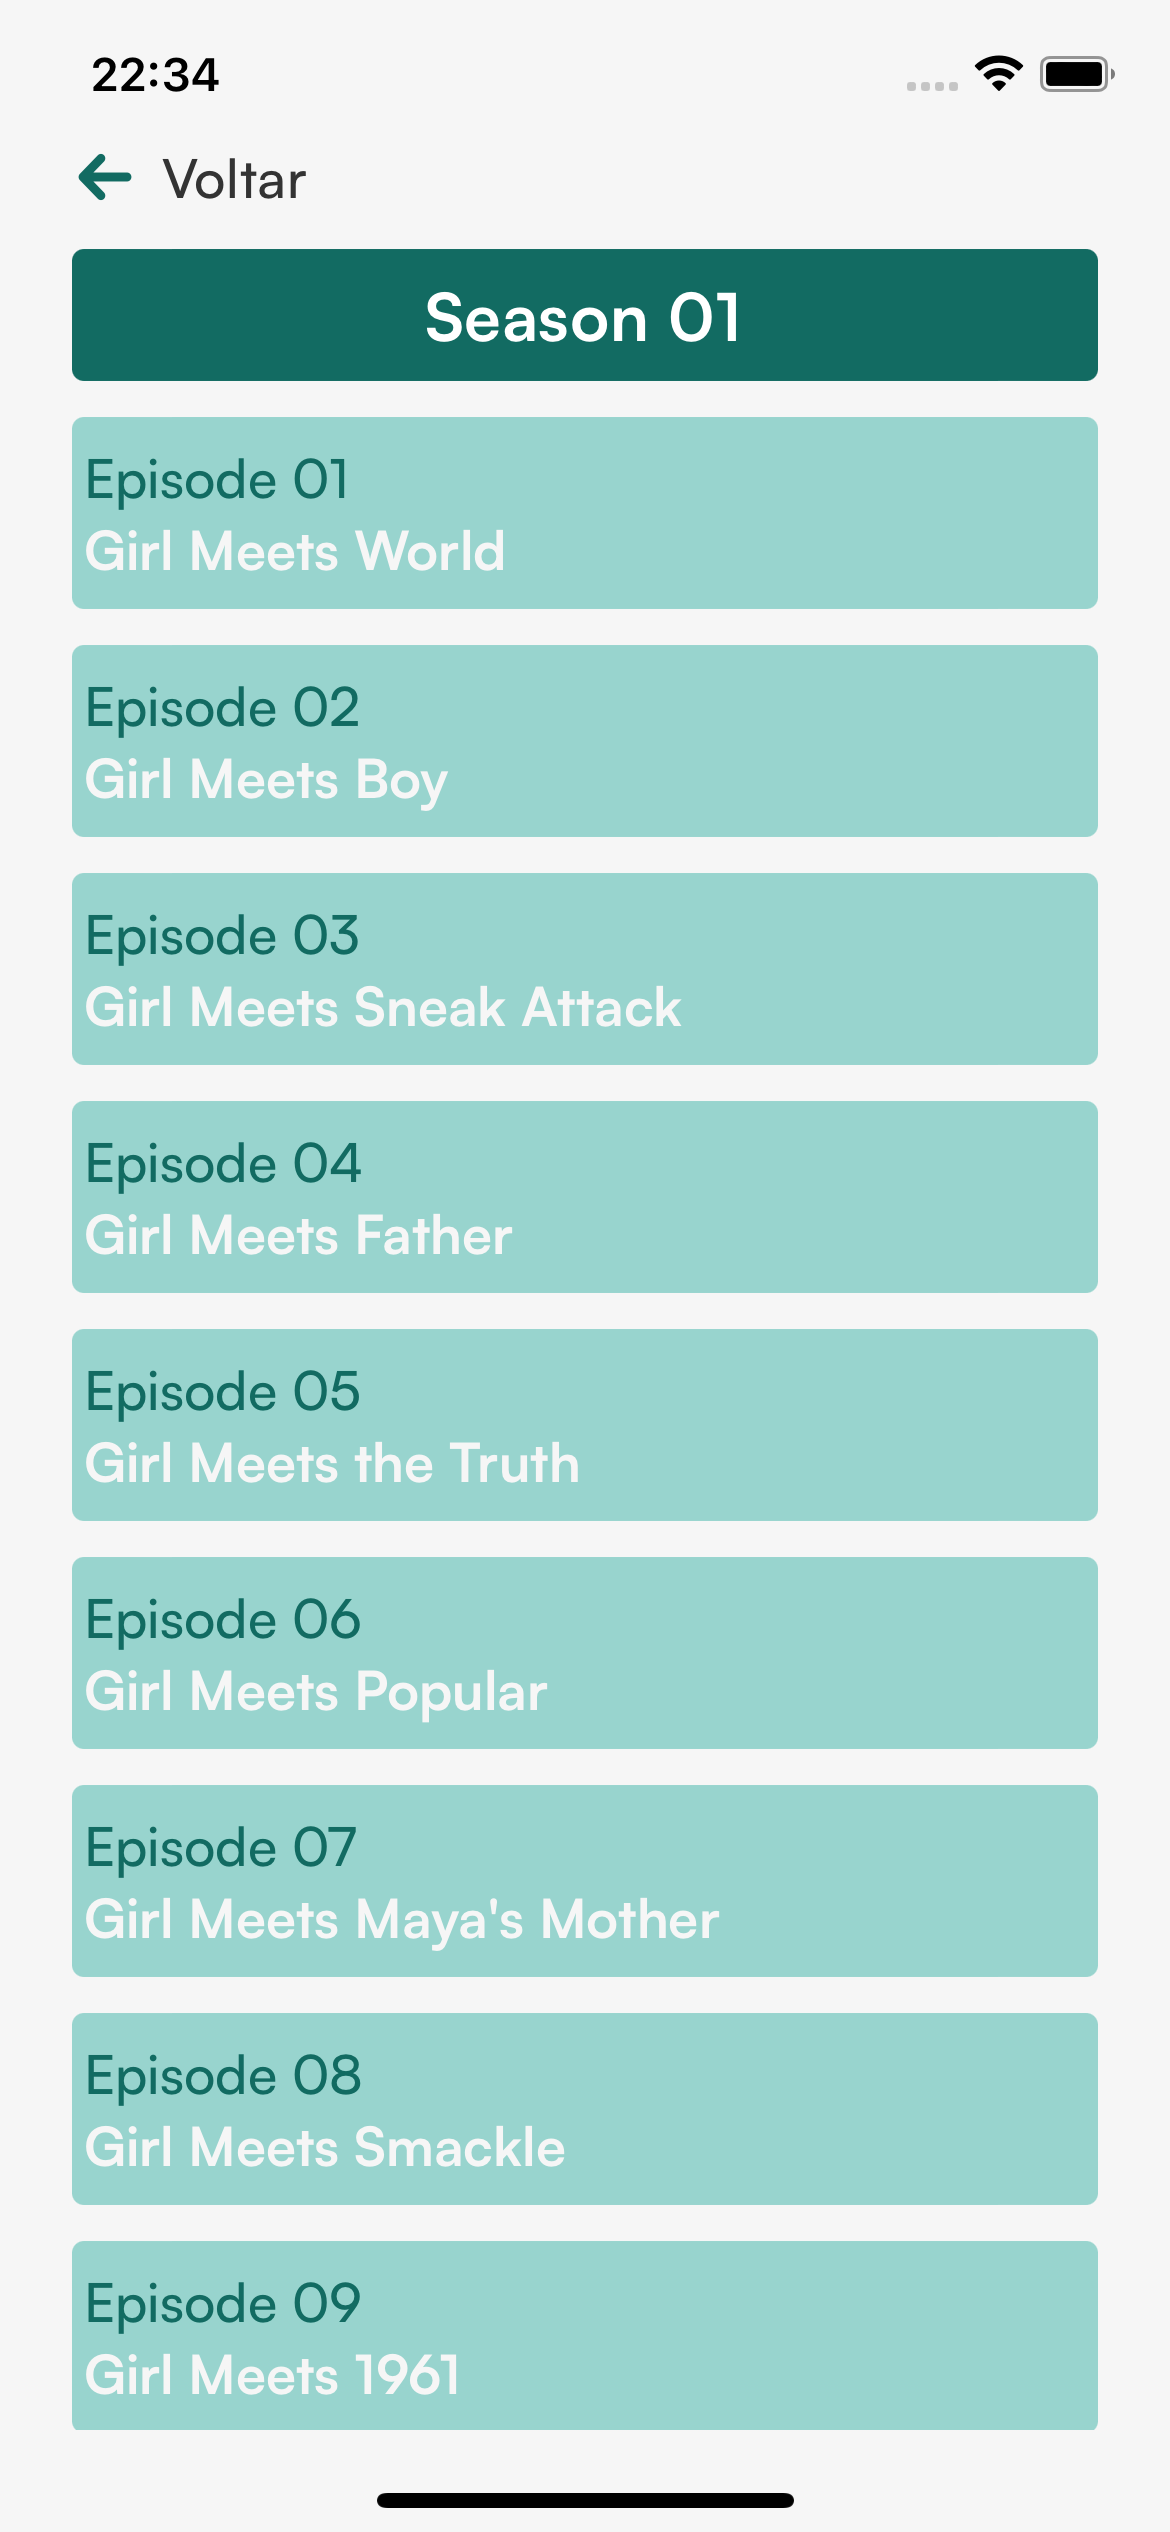 22:34
Voltar
Season 01
Episode 01
Girl Meets World
Episode 02
Girl Meets Boy
Episode 03
Girl Meets Sneak Attack
Episode 04
Girl Meets Father
Episode 05
Girl Meets the Truth
Episode 06
Girl Meets Popular
Episode 07
Girl Meets Maya's Mother
Episode 08
Girl Meets Smackle
Episode 09
Girl Meets 1961